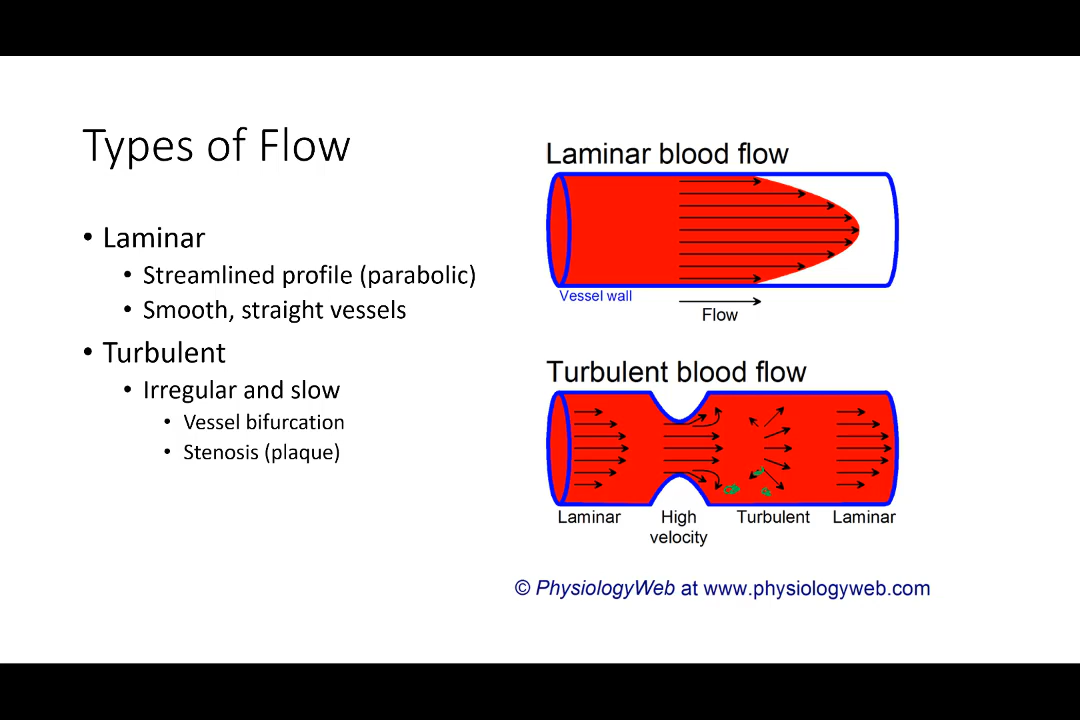 Types of Flow
• Laminar
• Streamlined profile (parabolic)
• Smooth, straight vessels
• Turbulent
• Irregular and slow
• Vessel bifurcation
• Stenosis (plaque)
Laminar blood flow
Vessel wall
Flow
Turbulent blood flow
Laminar
High
velocity
Turbulent
Laminar
© PhysiologyWeb at www.physiologyweb.com